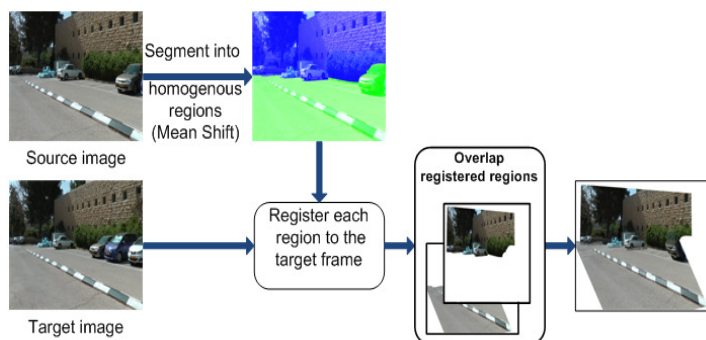 Segment into
homogenous
regions
(Mean Shift)
Source image
Overlap
registered regions
Register each
region to the
target frame
Target image